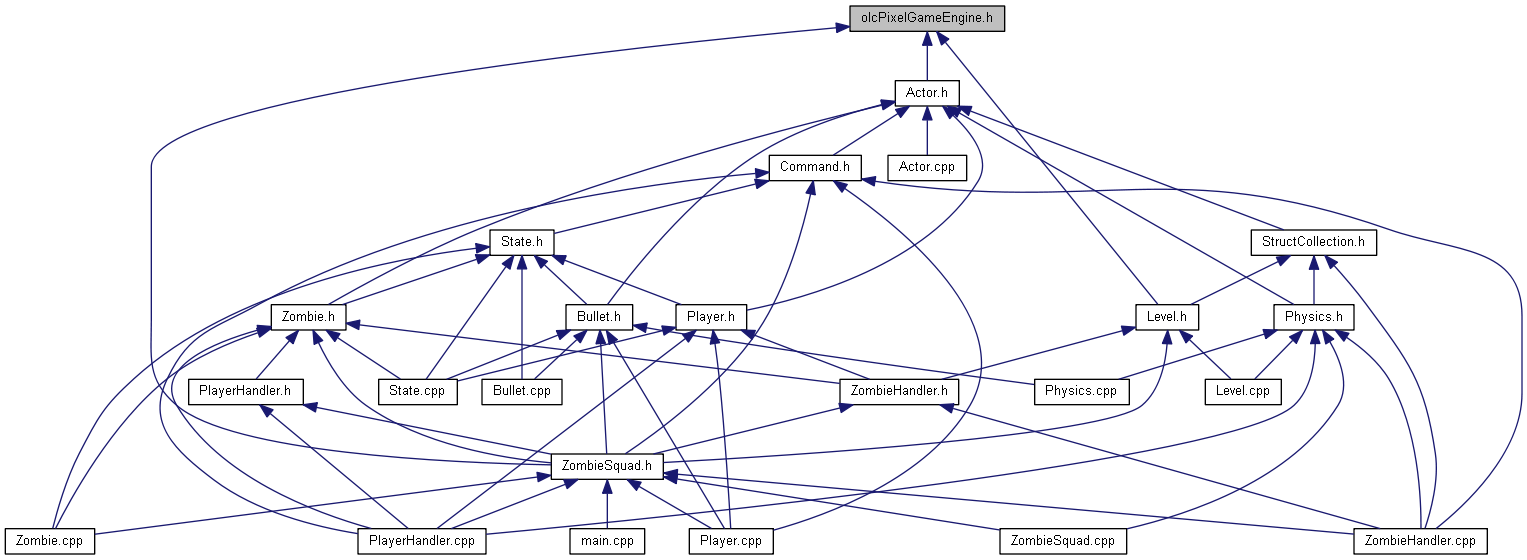 olcPixelGameEngine.h
Actor.h
Command.h
Actor.cpp
State.h
StructCollection.h
Zombie.h
Bullet.h
Player.h
Level.h
Physics.h
PlayerHandler.h
State.cpp
Bullet.cpp
ZombieHandler.h
Physics.cpp
Level.cpp
ZombieSquad.h
Zombie.cpp
PlayerHandler.cpp
main.cpp
Player.cpp
ZombieSquad.cpp
ZombieHandler.cpp